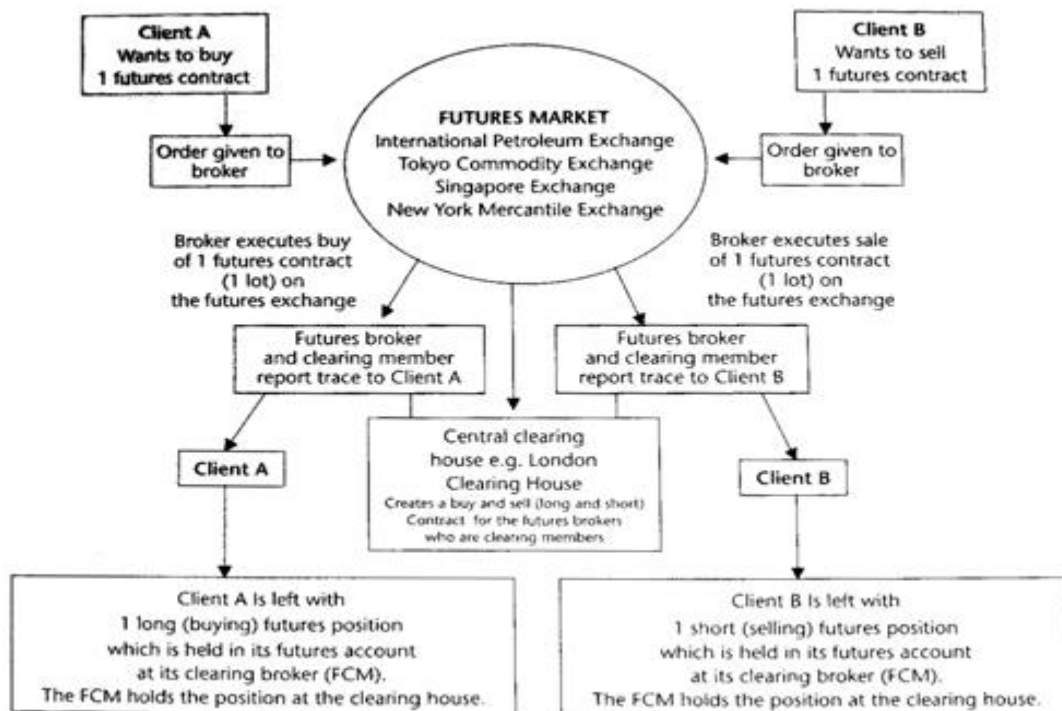 Client A
Wants to buy
1 futures contract
Client B
Wants to sell
1 futures contract
Order given to
broker
FUTURES MARKET
International Petroleum Exchange
Tokyo Commodity Exchange
Singapore Exchange
New York Mercantile Exchange
Order given to
broker
Broker executes buy
of 1 futures contract
(1 lot) on
the futures exchange
Broker executes sale
of 1 futures contract
(1 lot) on
the futures exchange
Futures broker
and clearing member
report trace to Client A
Futures broker
and clearing member
report trace to Client B
Client A
Central clearing
house e.g. London
Clearing House
Creates a buy and sell (long and short)
Contract for the futures brokers
who are clearing members
Client B
Client A Is left with
1 long (buying) futures position
which is held in its futures account
at its clearing broker (FCM).
The FCM holds the position at the clearing house.
Client B Is left with
1 short (selling) futures position
which is held in its futures account
at its clearing broker (FCM).
The FCM holds the position at the clearing house.